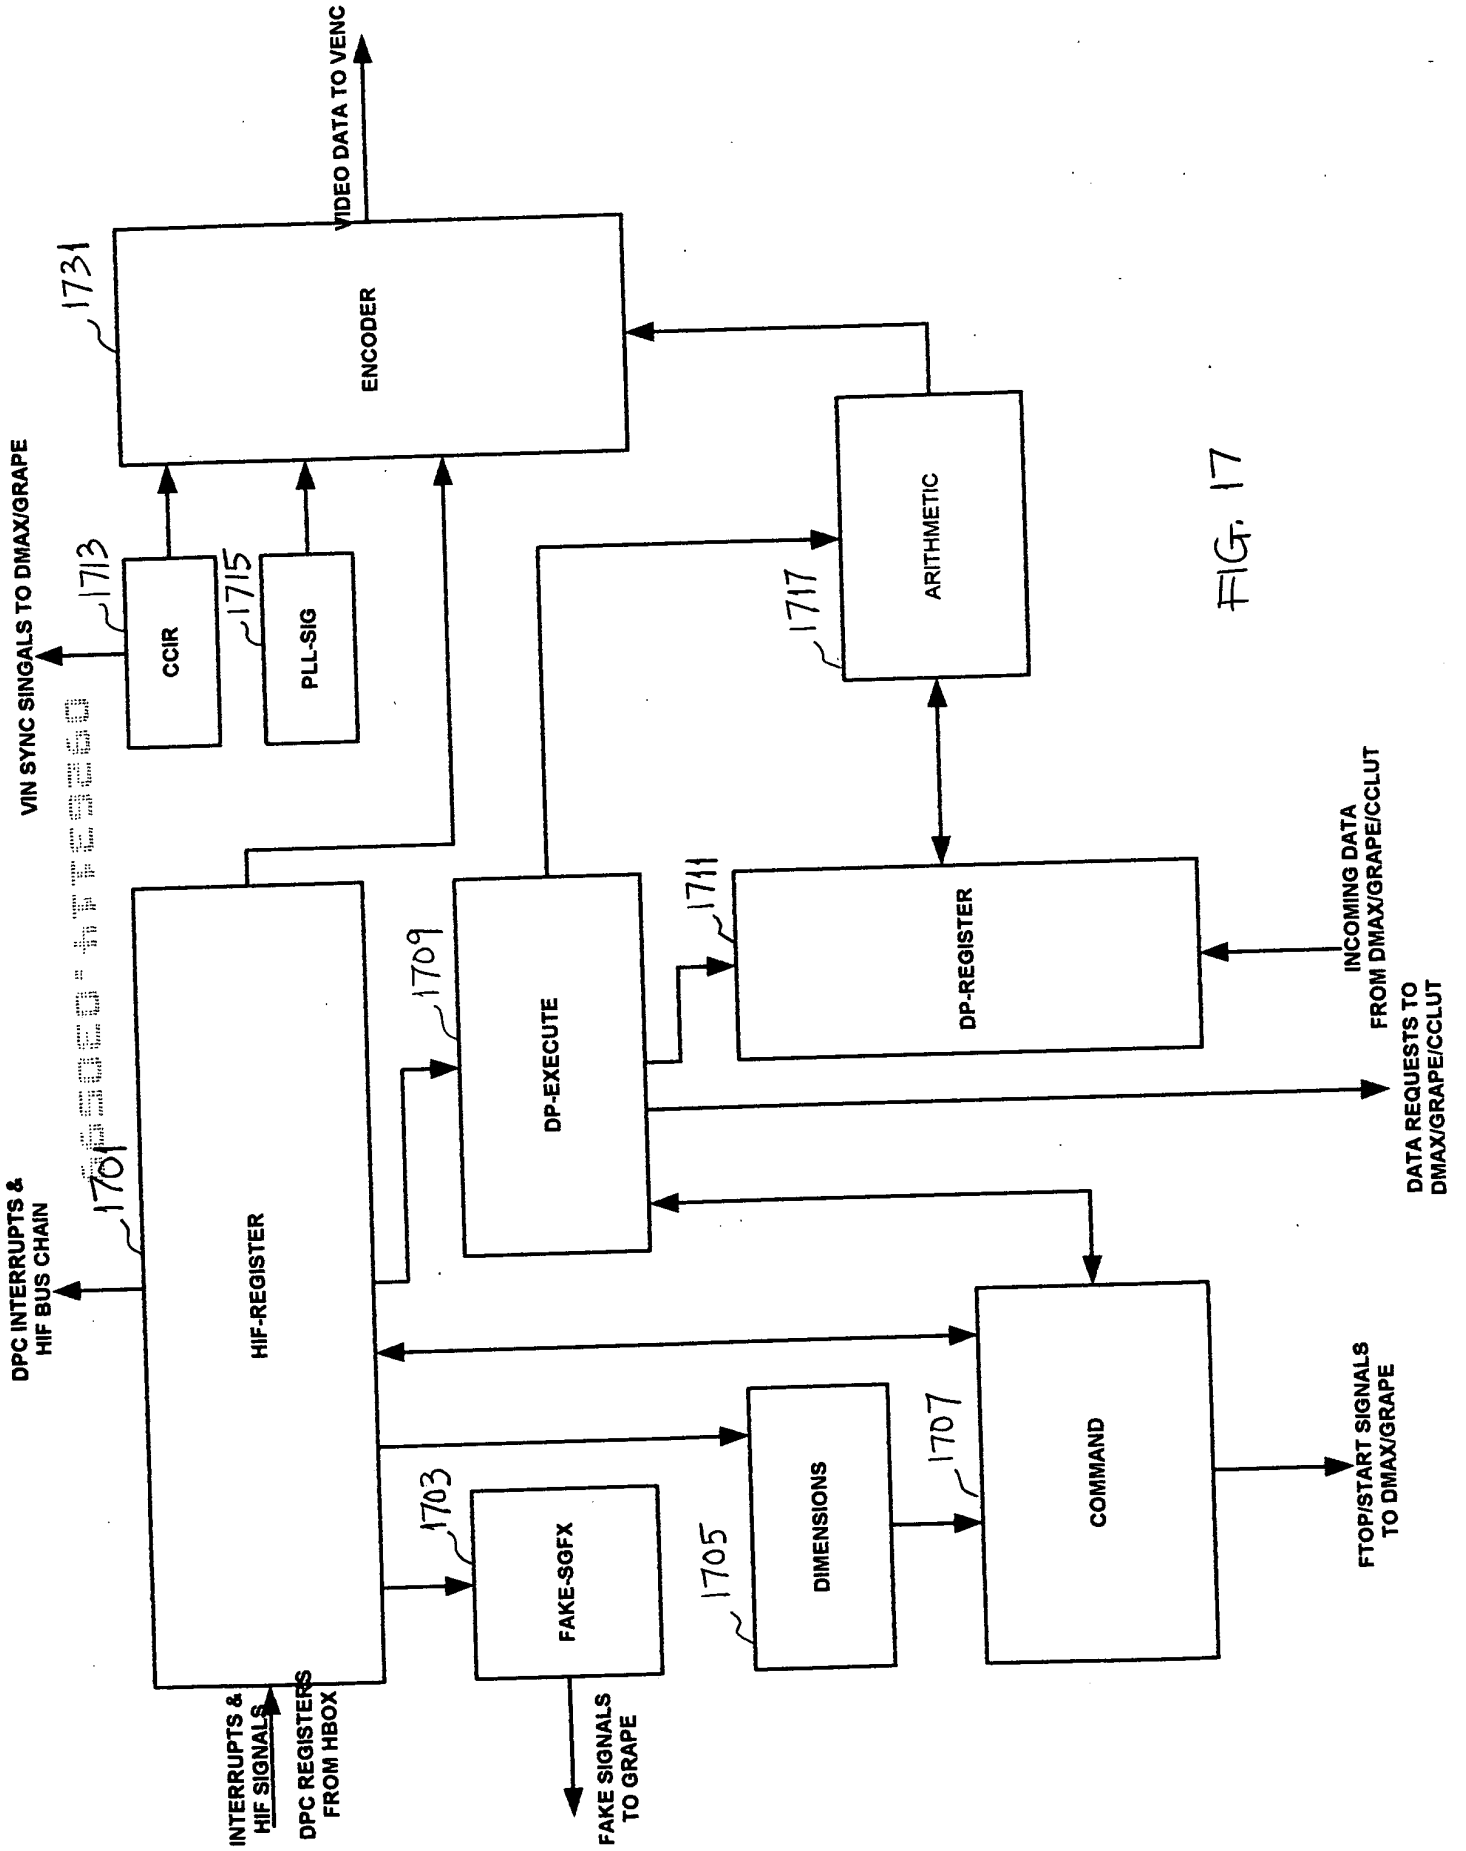 DPC INTERRUPTS &
HIF BUS CHAIN
VIN SYNC SINGALS TO DMAX/GRAPE
1701
1713
1731
INTERRUPTS &
HIF SIGNALS
DPC REGISTERS
FROM HBOX
HIF-REGISTER
CCIR
1715
PLL-SIG
ENCODER
VIDEO DATA TO VENC
1703
1709
FAKE-SGFX
FAKE SIGNALS
TO GRAPE
DP-EXECUTE
1705
DIMENSIONS
1711
1717
DP-REGISTER
ARITHMETIC
1707
COMMAND
FTOP/START SIGNALS
TO DMAX/GRAPE
DATA REQUESTS TO
DMAX/GRAPE/CCLUT
INCOMING DATA
FROM DMAX/GRAPE/CCLUT
FIG. 17